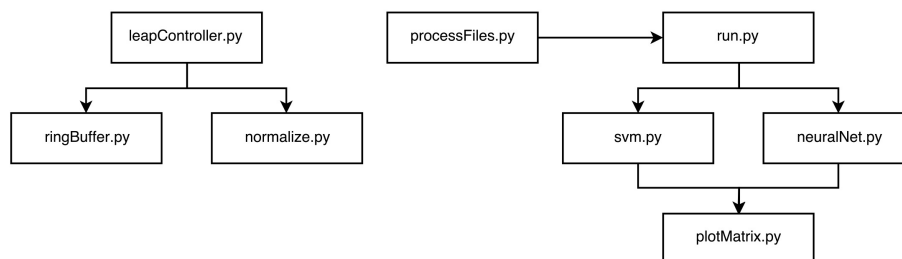 leapController.py
processFiles.py
run.py
ringBuffer.py
normalize.py
svm.py
neuralNet.py
plotMatrix.py